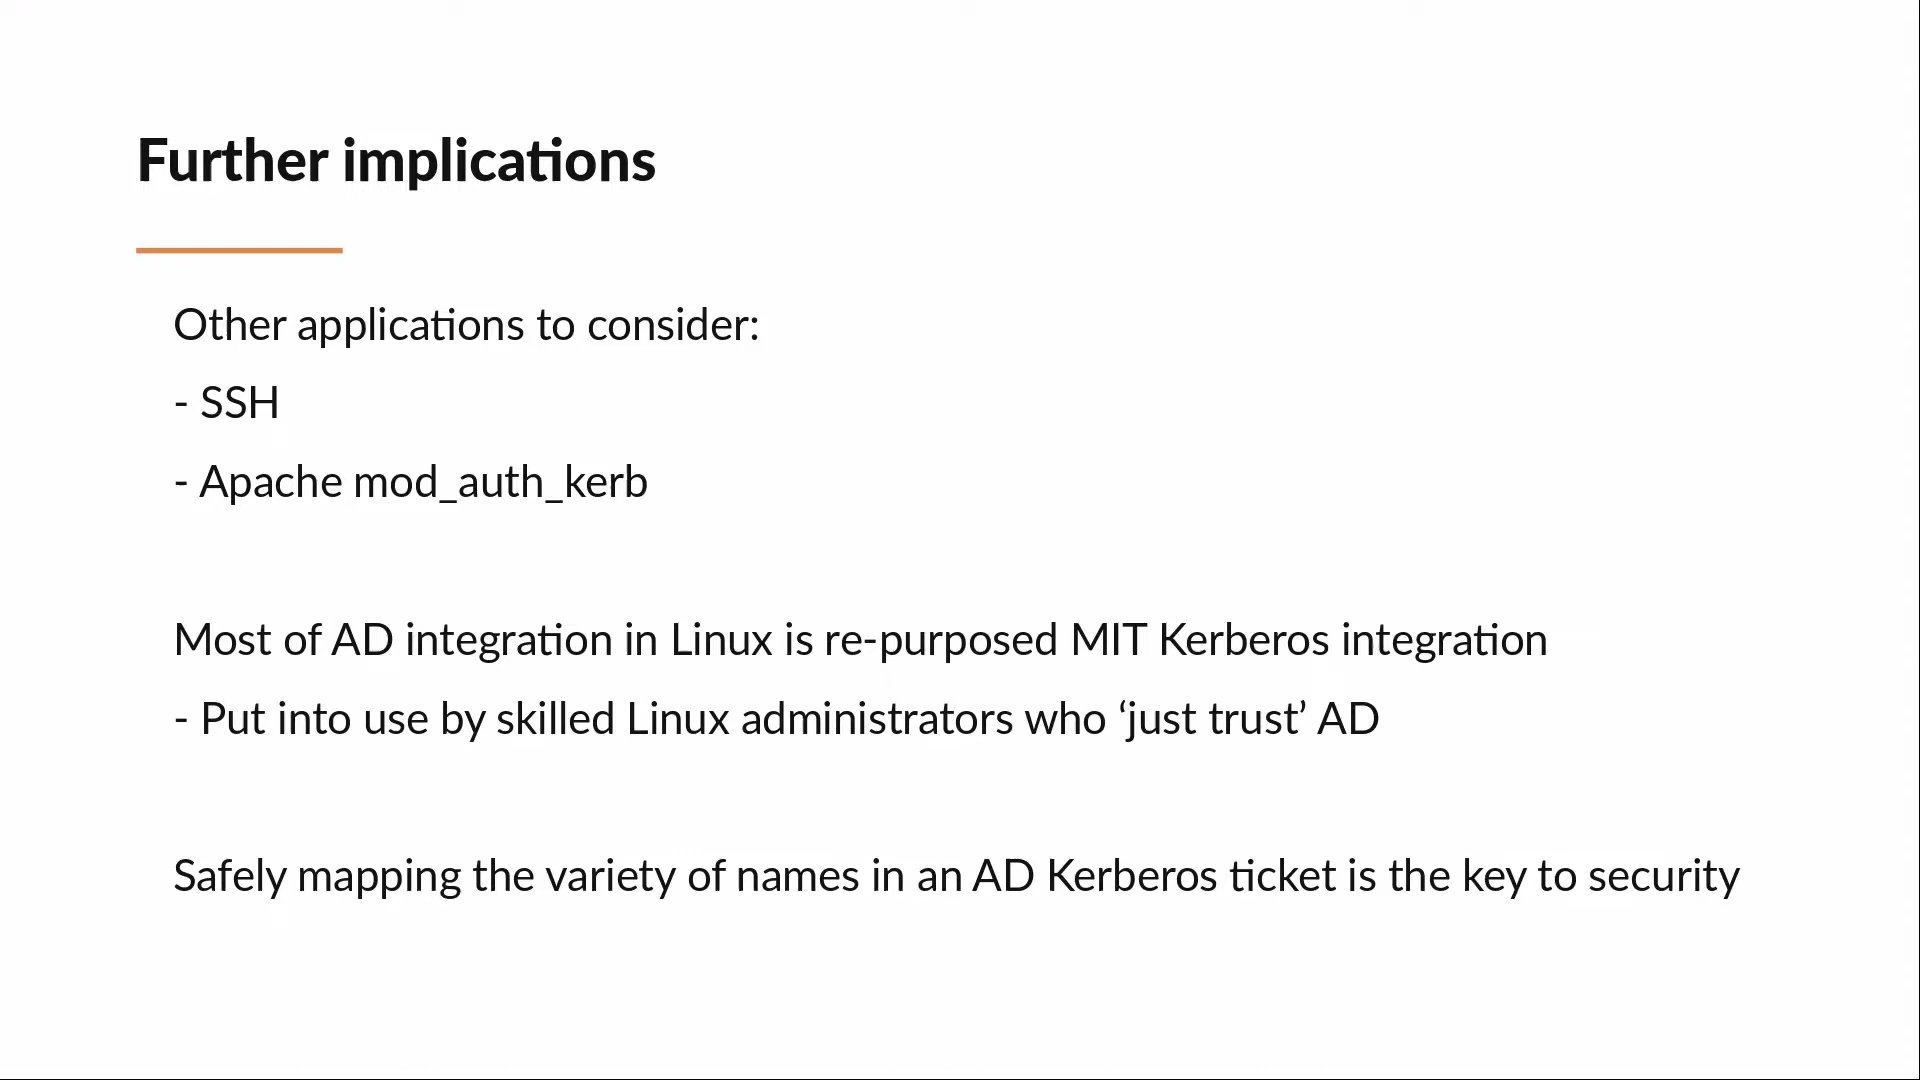 Further implications
Other applications to consider:
- SSH
- Apache mod_auth_kerb
Most of AD integration in Linux is re-purposed MIT Kerberos integration
- Put into use by skilled Linux administrators who ‘just trust’ AD
Safely mapping the variety of names in an AD Kerberos ticket is the key to security